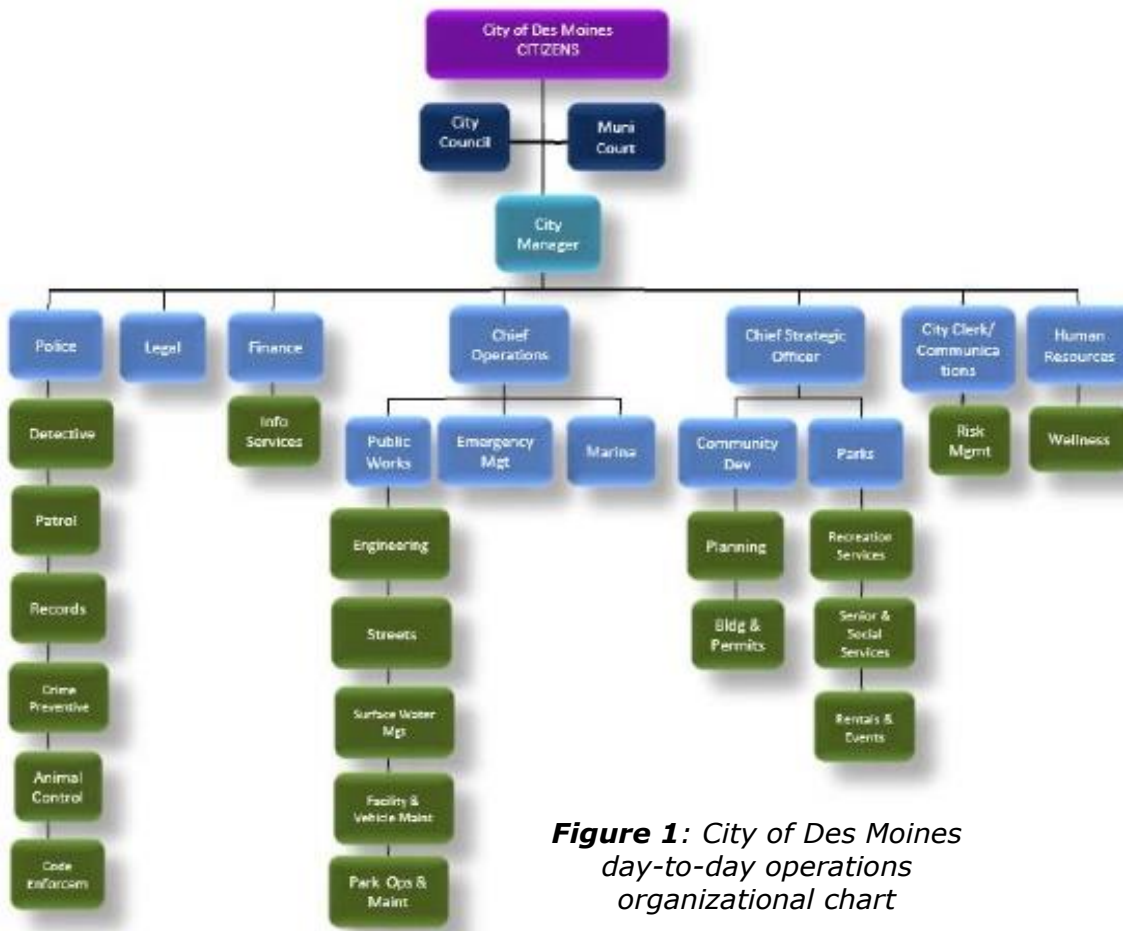 City of Des Moines
CITIZENS
City
Council
Muni
Court
City
Manager
Police
Legal
Finance
Chief
Operations
Chief Strategic
Officer
City Clerk/
Communica
tions
Human
Resources
Detective
Info
Services
Public
Works
Emergency
Mgt
Marina
Community
Dev
Parks
Risk
Mgmt
Wellness
Patrol
Engineering
Planning
Recreation
Services
Records
Streets
Bldg &
Permits
Senior &
Social
Services
Crime
Preventive
Surface Water
Mgt
Rentals &
Events
Animal
Control
Facility &
Vehicle Maint
Code
Enforcem
Park Ops &
Maint
Figure 1: City of Des Moines
day-to-day operations
organizational chart